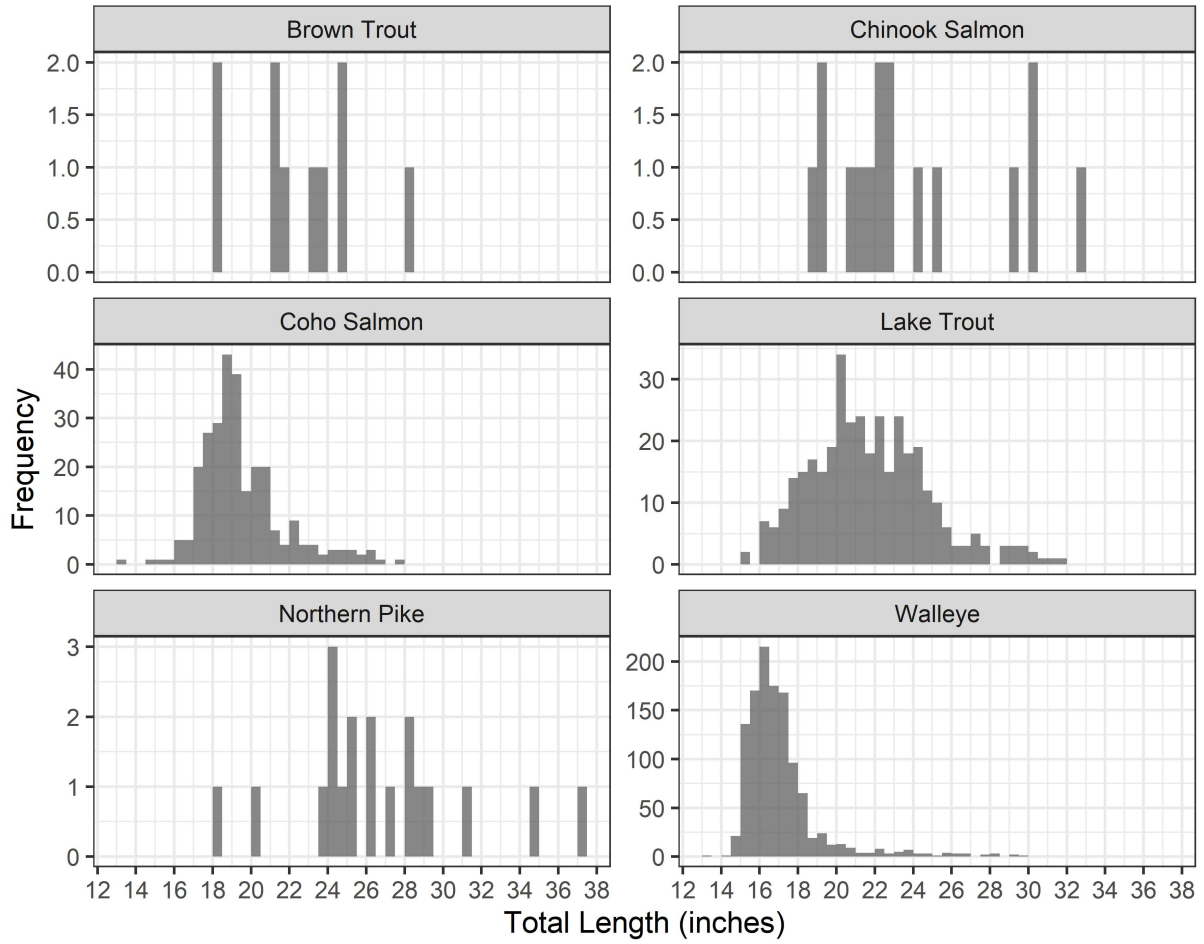 Brown Trout
Chinook Salmon
2.0
1.5
1.0
0.5
0.0
2.0
1.5
1.0
0.5
0.0
Coho Salmon
Lake Trout
40
30
20
10
0
30
20
10
0
Northern Pike
Walleye
3
2
1
0
200
150
100
50
0
12 14 16 18 20 22 24 26 28 30 32 34 36 38
12 14 16 18 20 22 24 26 28 30 32 34 36 38
Total Length (inches)
Frequency